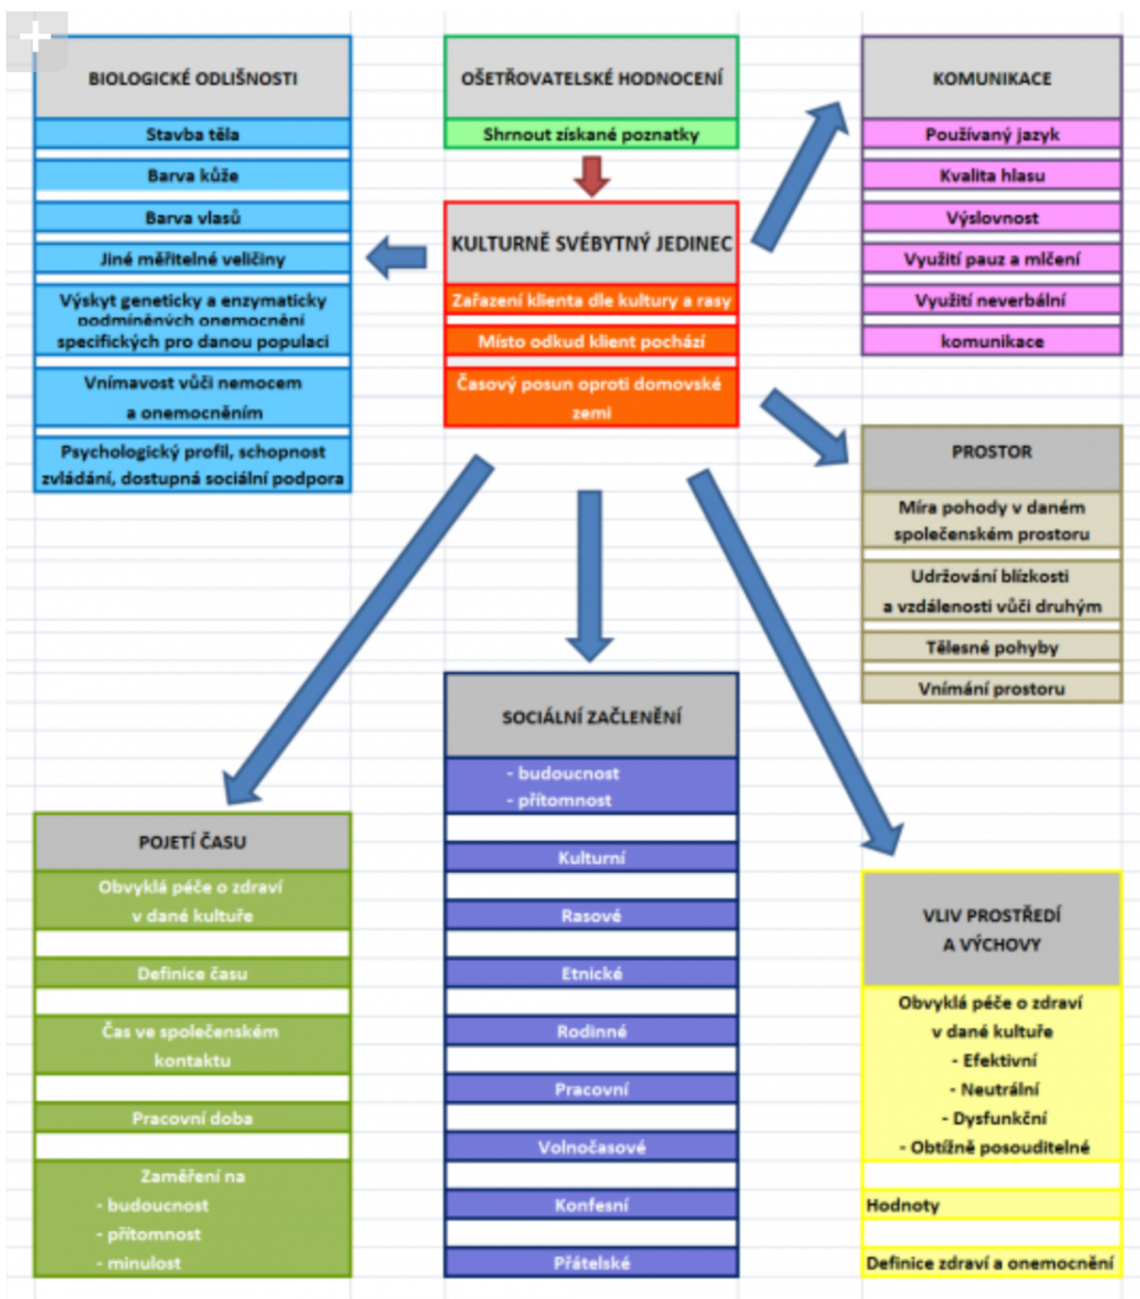 BIOLOGICKÉ ODLIŠNOSTI
Stavba těla
Barva kůže
Barva vlasů
Jiné měřitelné veličiny
Výskyt geneticky a enzymaticky
podmíněných onemocnění
specifických pro danou populaci
Vnímavost vůči nemocem
a onemocněním
Psychologický profil, schopnost
zvládání, dostupná sociální podpora
OŠETŘOVATELSKÉ HODNOCENÍ
Shrnout získané poznatky
KULTURNĚ SVÉBYTNÝ JEDINEC
Zařazení klienta dle kultury a rasy
Místo odkud klient pochází
Časový posun oproti domovské
zemi
KOMUNIKACE
Používaný jazyk
Kvalita hlasu
Výslovnost
Využití pauz a mlčení
Využití neverbální
komunikace
PROSTOR
Míra pohody v daném
společenském prostoru
Udržování blízkosti
a vzdálenosti vůči druhým
Tělesné pohyby
Vnímání prostoru
POJETÍ ČASU
Obvyklá péče o zdraví
v dané kultuře
Definice času
Čas ve společenském
kontaktu
Pracovní doba
Zaměření na
- budoucnost
- přítomnost
- minulost
SOCIÁLNÍ ZAČLENĚNÍ
- budoucnost
- přítomnost
Kulturní
Rasové
Etnické
Rodinné
Pracovní
Volnočasové
Konfesní
Přátelské
VLIV PROSTŘEDÍ
A VÝCHOVY
Obvyklá péče o zdraví
v dané kultuře
- Efektivní
- Neutrální
- Dysfunkční
- Obtížně posouditelné
Hodnoty
Definice zdraví a onemocnění